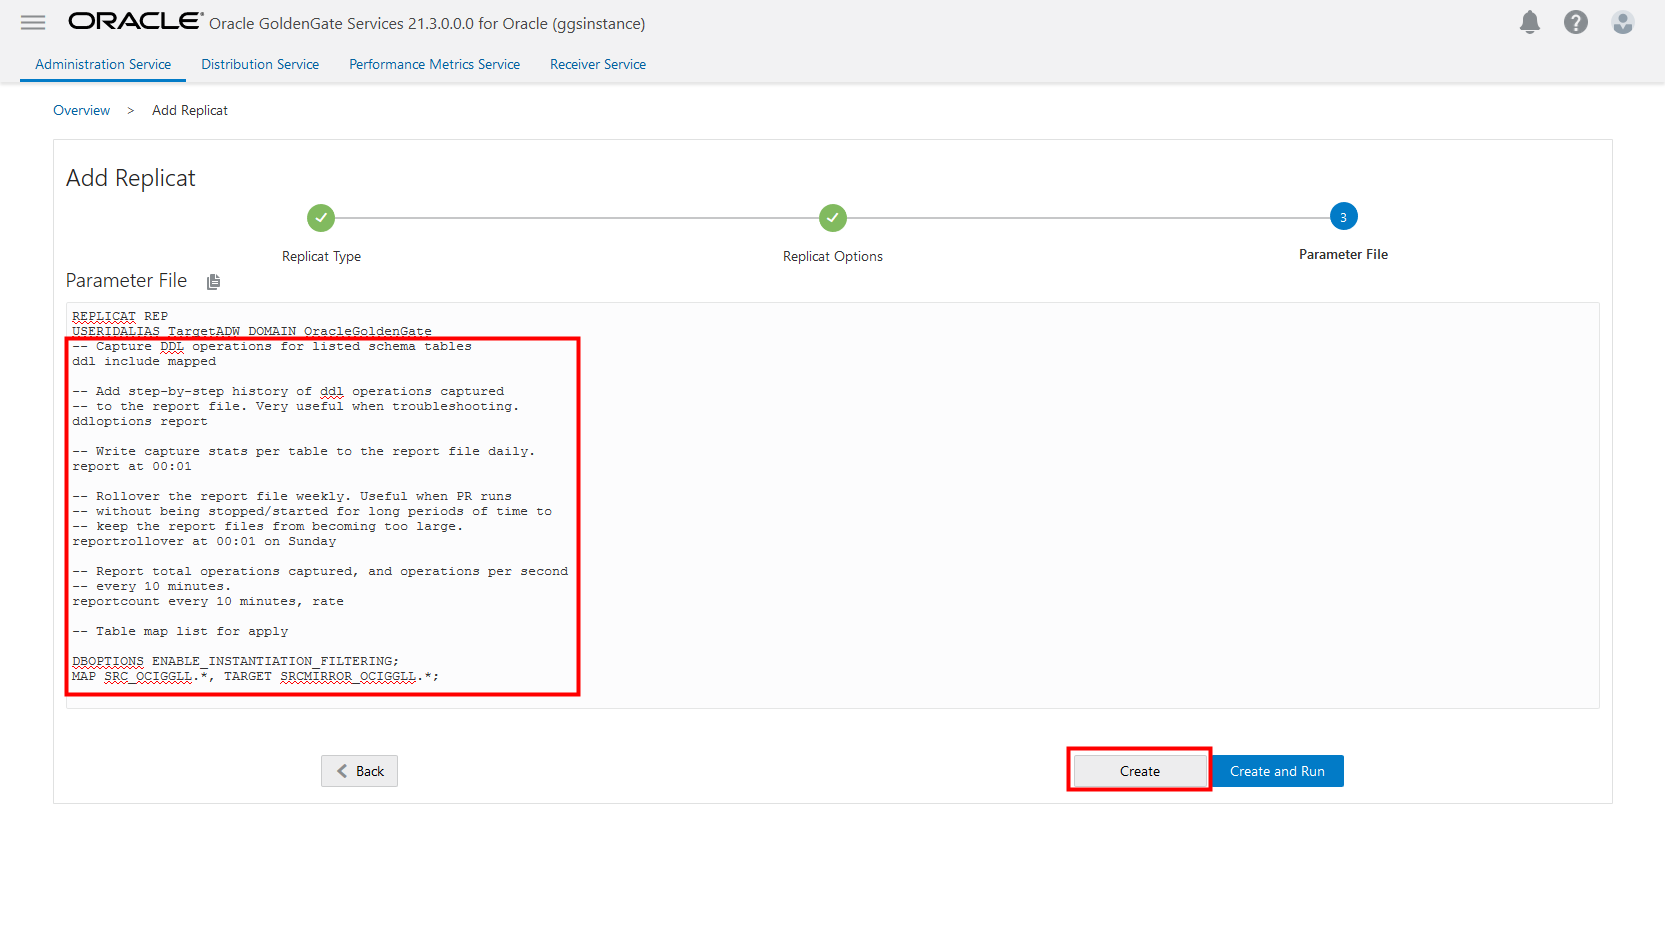 ORACLE Oracle GoldenGate Services 21.3.0.0.0 for Oracle (ggsinstance)
Administration Service Distribution Service Performance Metrics Service Receiver Service
Overview > Add Replicat
Add Replicat
3
Replicat Type Replicat Options Parameter File
Parameter File
REPLICAT REP
USERIDALIAS TargetADW DOMAIN OracleGoldenGate
-- Capture DDL operations for listed schema tables
ddl include mapped
-- Add step-by-step history of ddl operations captured
-- to the report file. Very useful when troubleshooting.
ddloptions report
-- Write capture stats per table to the report file daily.
report at 00:01
-- Rollover the report file weekly. Useful when PR runs
-- without being stopped/started for long periods of time to
-- keep the report files from becoming too large.
reportrollover at 00:01 on Sunday
-- Report total operations captured, and operations per second
-- every 10 minutes.
reportcount every 10 minutes, rate
-- Table map list for apply
DBOPTIONS ENABLE_INSTANTIATION_FILTERING;
MAP SRC_OCIGGLL.*, TARGET SRCMIRROR_OCIGGLL.*;
Back Create Create and Run